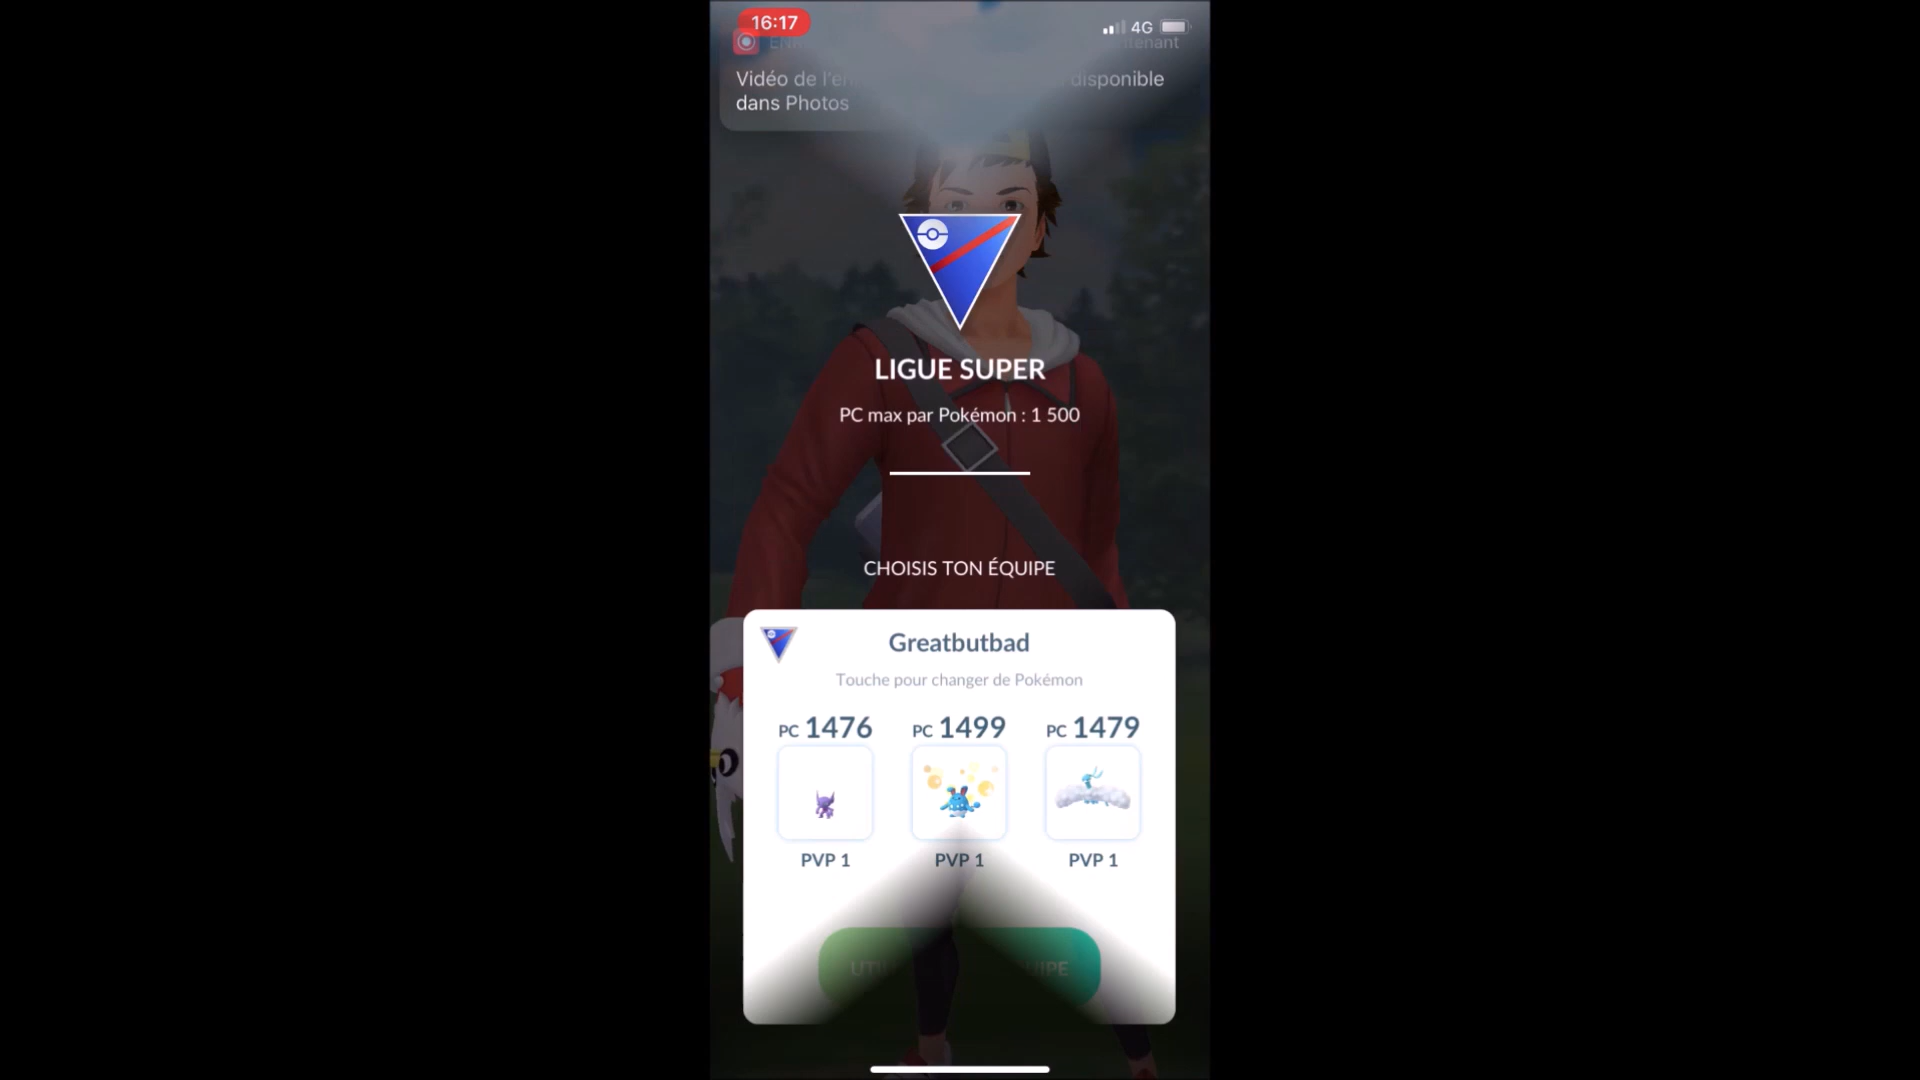 16:17
4G
Vidéo de l'en disponible
dans Photos
LIGUE SUPER
PC max par Pokémon : 1 500
CHOISIS TON ÉQUIPE
Greatbutbad
Touche pour changer de Pokémon
PC 1476 PC 1499 PC 1479
PVP 1 PVP 1 PVP 1